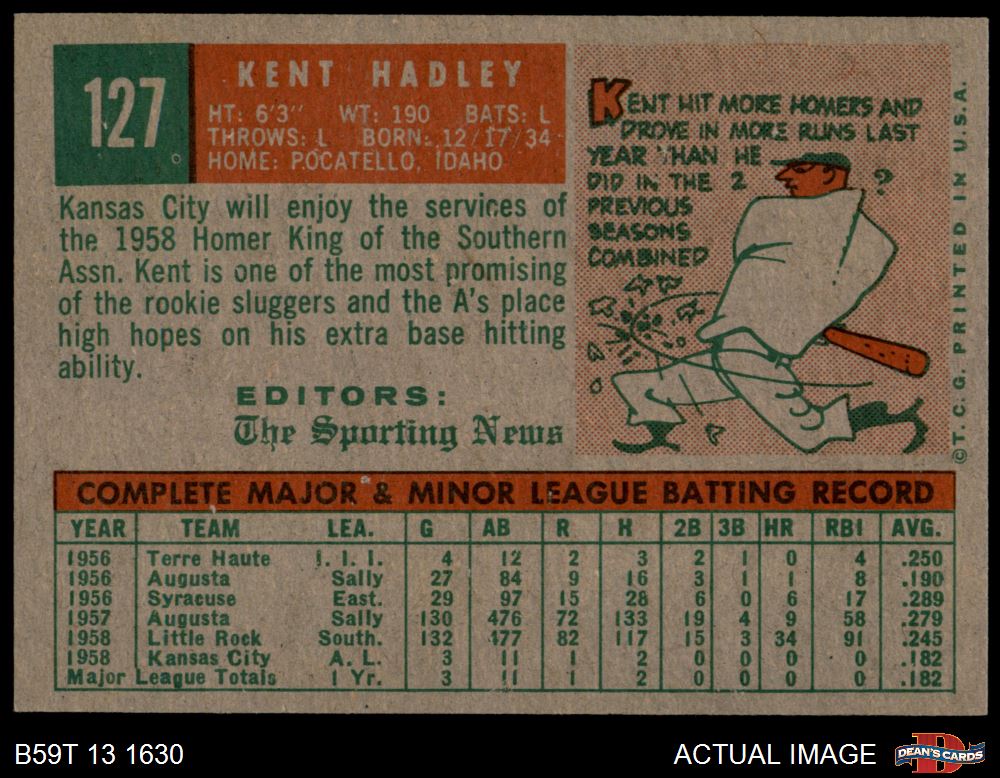 127
KENT HADLEY
HT: 6'3" WT: 190 BATS: L
THROWS: L BORN: 12/17/34
HOME: POCATELLO, IDAHO
Kansas City will enjoy the services of
the 1958 Homer King of the Southern
Assn. Kent is one of the most promising
of the rookie sluggers and the A's place
high hopes on his extra base hitting
ability.
EDITORS:
The Sporting News
KENT HIT MORE HOMERS AND
DROVE IN MORE RUNS LAST
YEAR THAN HE
DID IN THE 2
PREVIOUS
SEASONS
COMBINED
?
©T.C.G. PRINTED IN U.S.A.
COMPLETE MAJOR & MINOR LEAGUE BATTING RECORD
YEAR TEAM LEA. G AB R H 2B 3B HR RBI AVG.
1956 Terre Haute I. I. I. 4 12 2 3 2 1 0 4 .250
1956 Augusta Sally 27 84 9 16 3 1 1 8 .190
1956 Syracuse East. 29 97 15 28 6 0 6 17 .289
1957 Augusta Sally 130 476 72 133 19 4 9 58 .279
1958 Little Rock South. 132 477 82 117 15 3 34 91 .245
1958 Kansas City A. L. 3 11 1 2 0 0 0 0 .182
Major League Totals 1 Yr. 3 11 1 2 0 0 0 0 .182
B59T 13 1630
ACTUAL IMAGE
DEAN'S CARDS